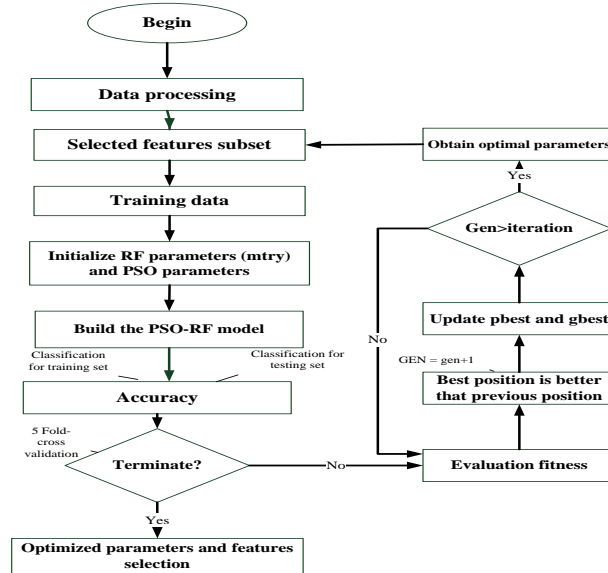 Begin
Data processing
Selected features subset
Training data
Initialize RF parameters (mtry)
and PSO parameters
Build the PSO-RF model
Classification
for training set
Classification for
testing set
Accuracy
5 Fold-
cross
validation
Terminate?
No
Yes
Optimized parameters and features
selection
Obtain optimal parameters
Yes
Gen>iteration
No
Update pbest and gbest
GEN = gen+1
Best position is better
that previous position
Evaluation fitness